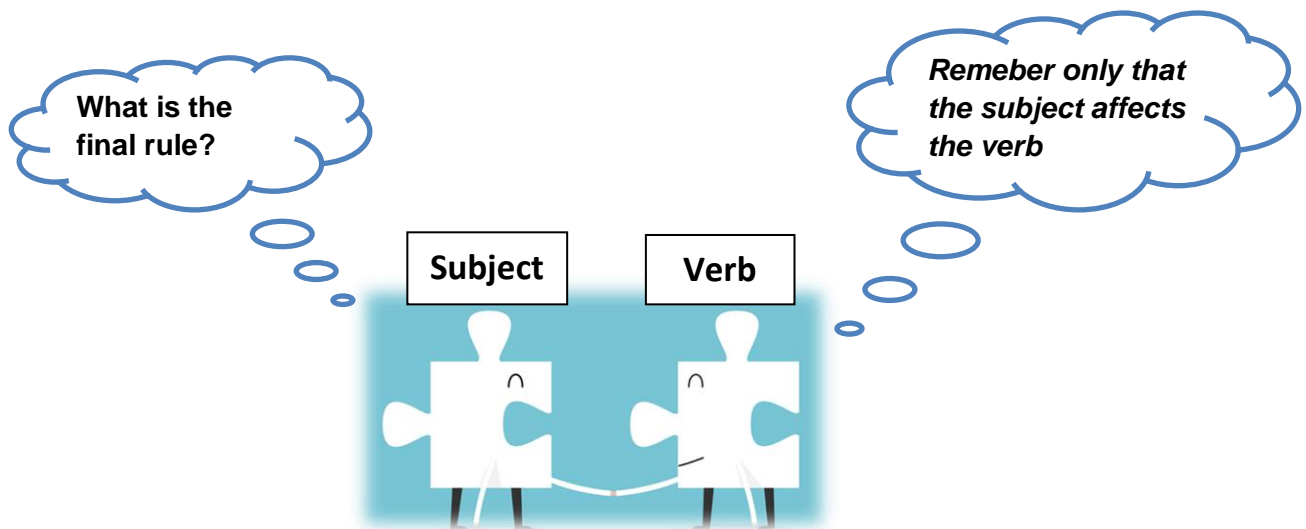 What is the
final rule?
Remeber only that
the subject affects
the verb
Subject
Verb